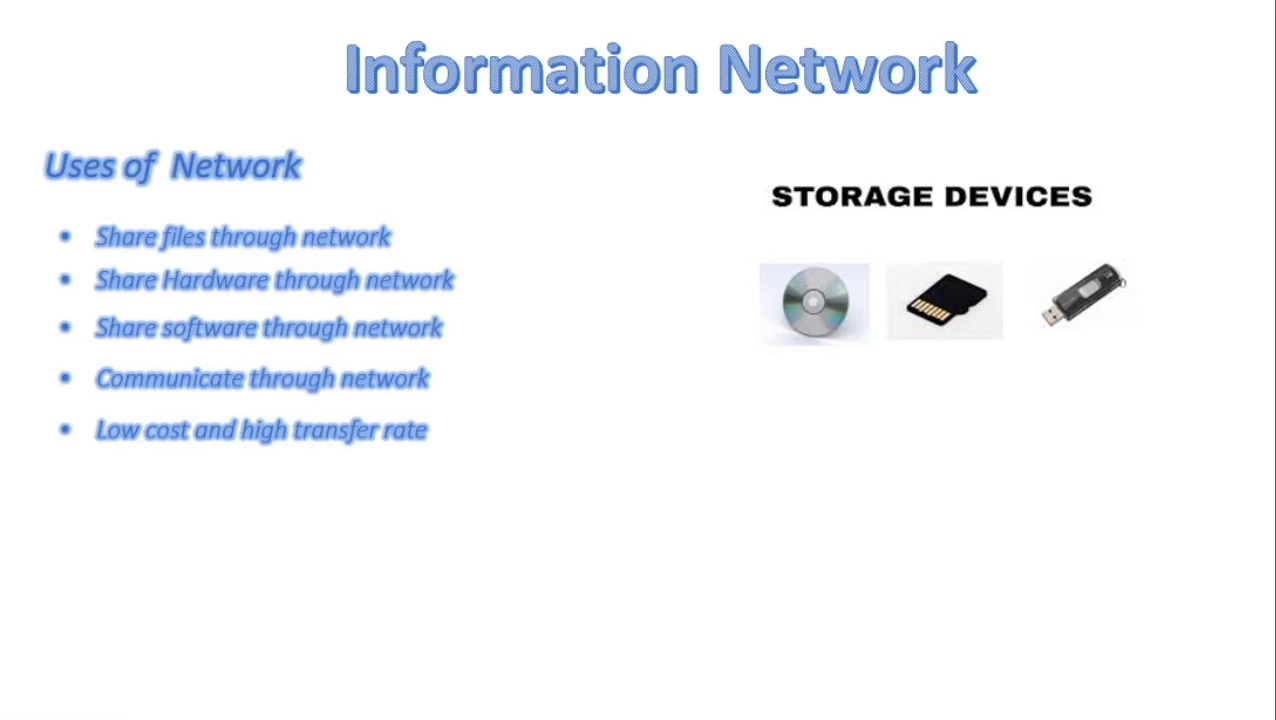 Information Network
Uses of Network
• Share files through network
• Share Hardware through network
• Share software through network
• Communicate through network
• Low cost and high transfer rate
STORAGE DEVICES